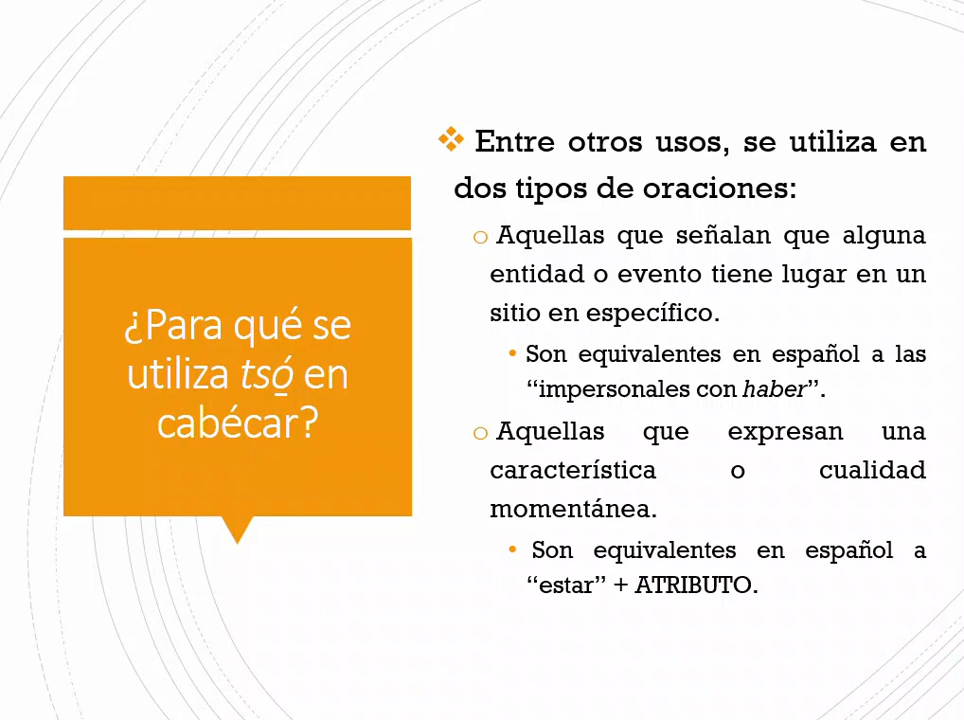 ¿Para qué se
utiliza tsó̱ en
cabécar?
❖ Entre otros usos, se utiliza en
dos tipos de oraciones:
o Aquellas que señalan que alguna
entidad o evento tiene lugar en un
sitio en específico.
• Son equivalentes en español a las
“impersonales con haber”.
o Aquellas que expresan una
característica o cualidad
momentánea.
• Son equivalentes en español a
“estar” + ATRIBUTO.